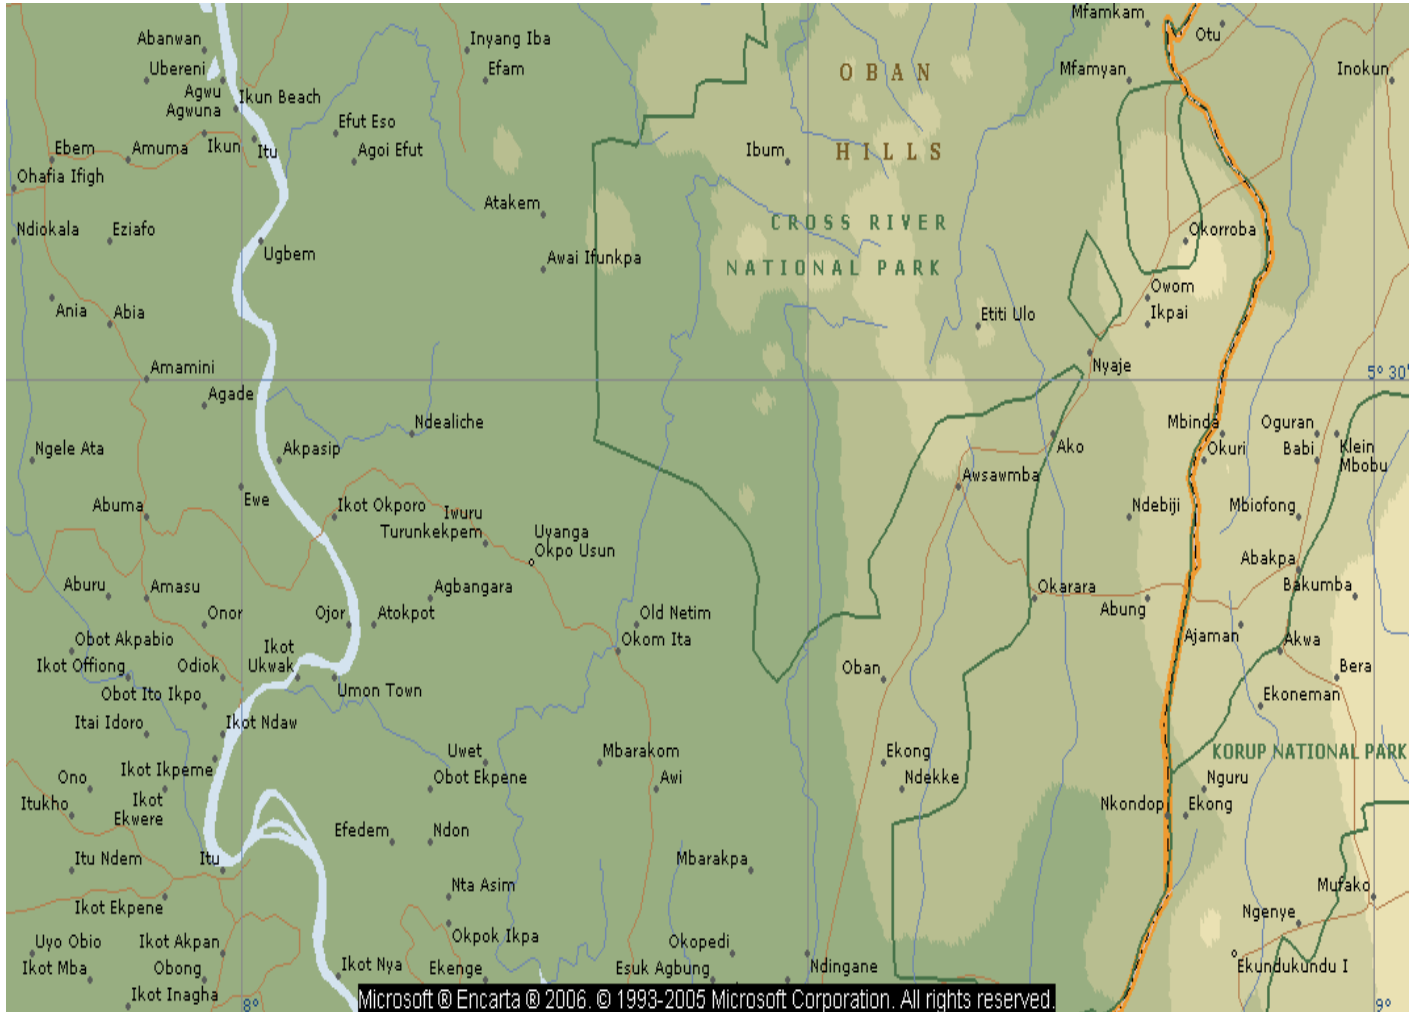 Mfamkam
Otu
Abanwan
Inyang Iba
Ubereni
Efam
OBAN
Mfamyan
Inokun
Agwu
Ikun Beach
Agwuna
Efut Eso
Ebem
Amuma
Ikun
Itu
Agoi Efut
Ibum
HILLS
Ohafia Ifigh
Atakem
CROSS RIVER
Ndiokala
Eziafo
Ugbem
Okorroba
Awai Ifunkpa
NATIONAL PARK
Owom
Ania
Abia
Etiti Ulo
Ikpai
Nyaje
Amamini
5° 30'
Agade
Ndealiche
Mbinda
Oguran
Ngele Ata
Akpasip
Ako
Okuri
Babi
Klein
Mbobu
Awsawmba
Ewe
Abuma
Ikot Okporo
Iwuru
Ndebiji
Mbiofong
Turunkekpem
Uyanga
Okpo Usun
Abakpa
Aburu
Amasu
Agbangara
Okarara
Abung
Bakumba
Onor
Ojor
Atokpot
Old Netim
Ajaman
Obot Akpabio
Ikot
Okom Ita
Akwa
Ikot Offiong
Odiok
Ukwak
Oban
Bera
Obot Ito Ikpo
Umon Town
Ekoneman
Itai Idoro
Ikot Ndaw
Uwet
Mbarakom
Ekong
KORUP NATIONAL PARK
Ikot Ikpeme
Ono
Obot Ekpene
Awi
Ndekke
Nguru
Itukho
Ikot
Ekwere
Nkondop
Ekong
Efedem
Ndon
Itu Ndem
Itu
Mbarakpa
Nta Asim
Mufako
Ikot Ekpene
Ngenye
Okpok Ikpa
Uyo Obio
Ikot Akpan
Okopedi
Ikot Mba
Obong
Ikot Nya
Ekenge
Esuk Agbung
Ndingane
Ekundukundu I
Ikot Inagha
8°
Microsoft ® Encarta ® 2006. © 1993-2005 Microsoft Corporation. All rights reserved.
9°